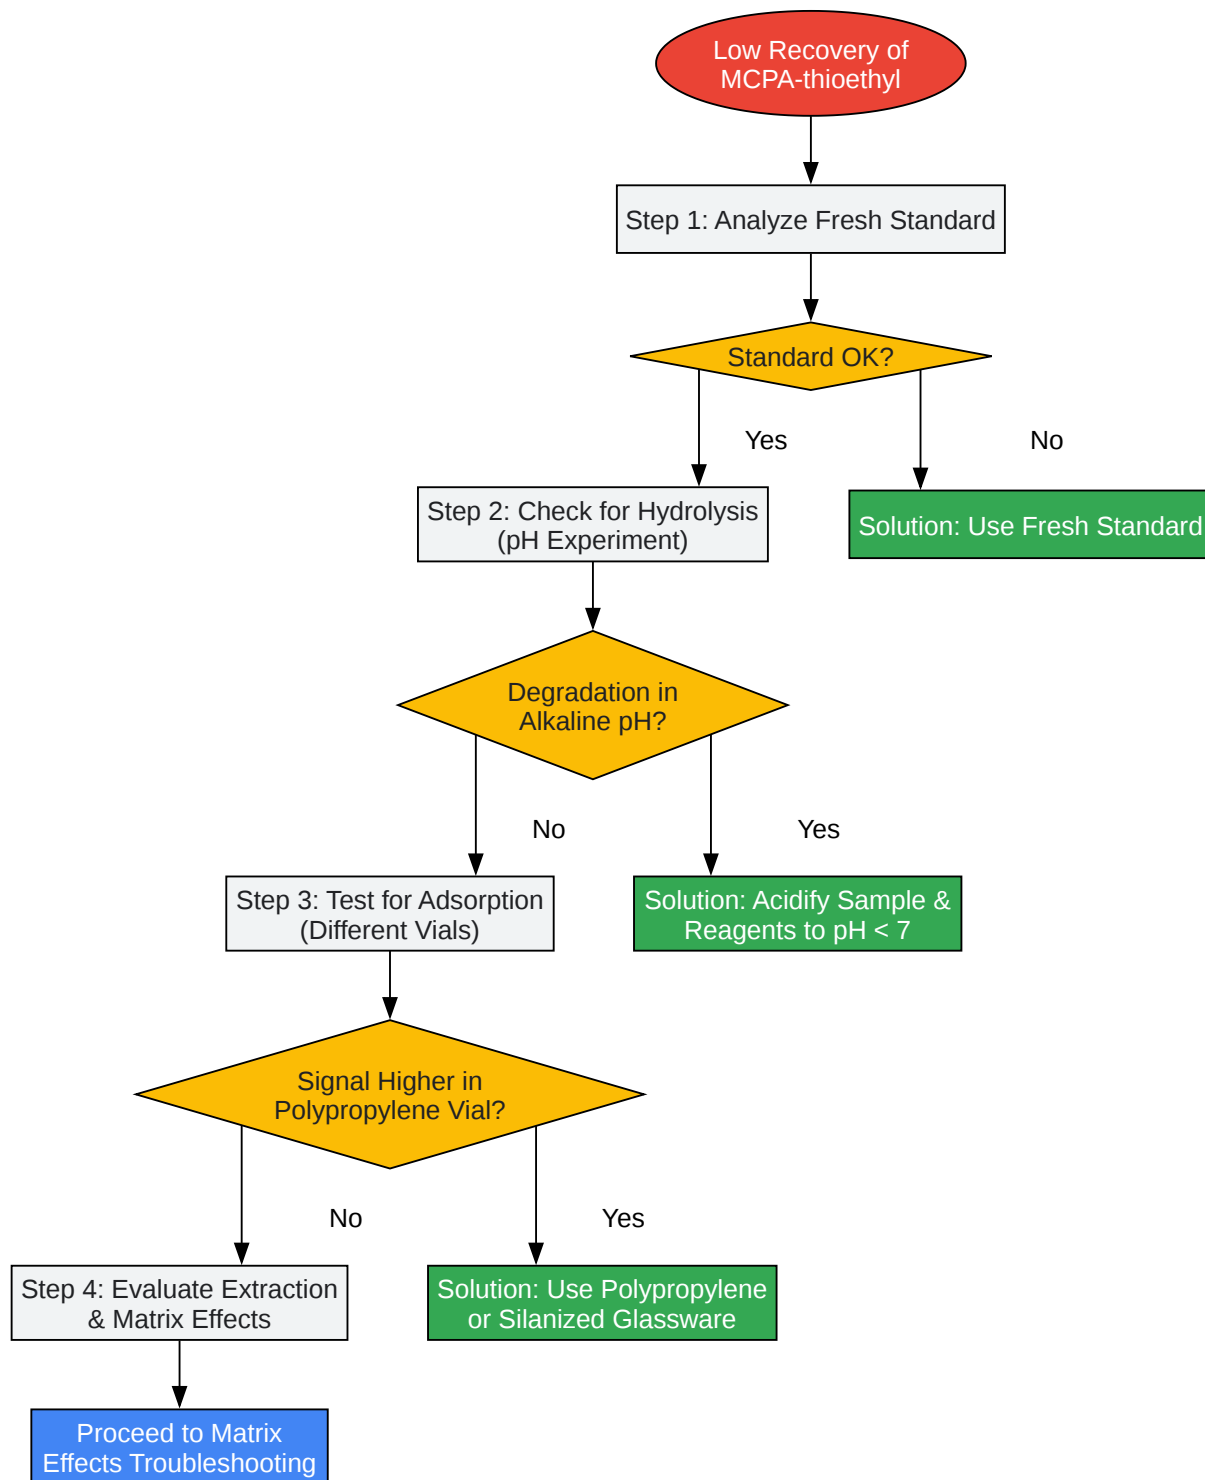 Low Recovery of
MCPA-thioethyl
Step 1: Analyze Fresh Standard
Standard OK?
Yes
No
Step 2: Check for Hydrolysis
(pH Experiment)
Solution: Use Fresh Standard
Degradation in
Alkaline pH?
No
Yes
Step 3: Test for Adsorption
(Different Vials)
Solution: Acidify Sample &
Reagents to pH < 7
Signal Higher in
Polypropylene Vial?
No
Yes
Step 4: Evaluate Extraction
& Matrix Effects
Solution: Use Polypropylene
or Silanized Glassware
Proceed to Matrix
Effects Troubleshooting